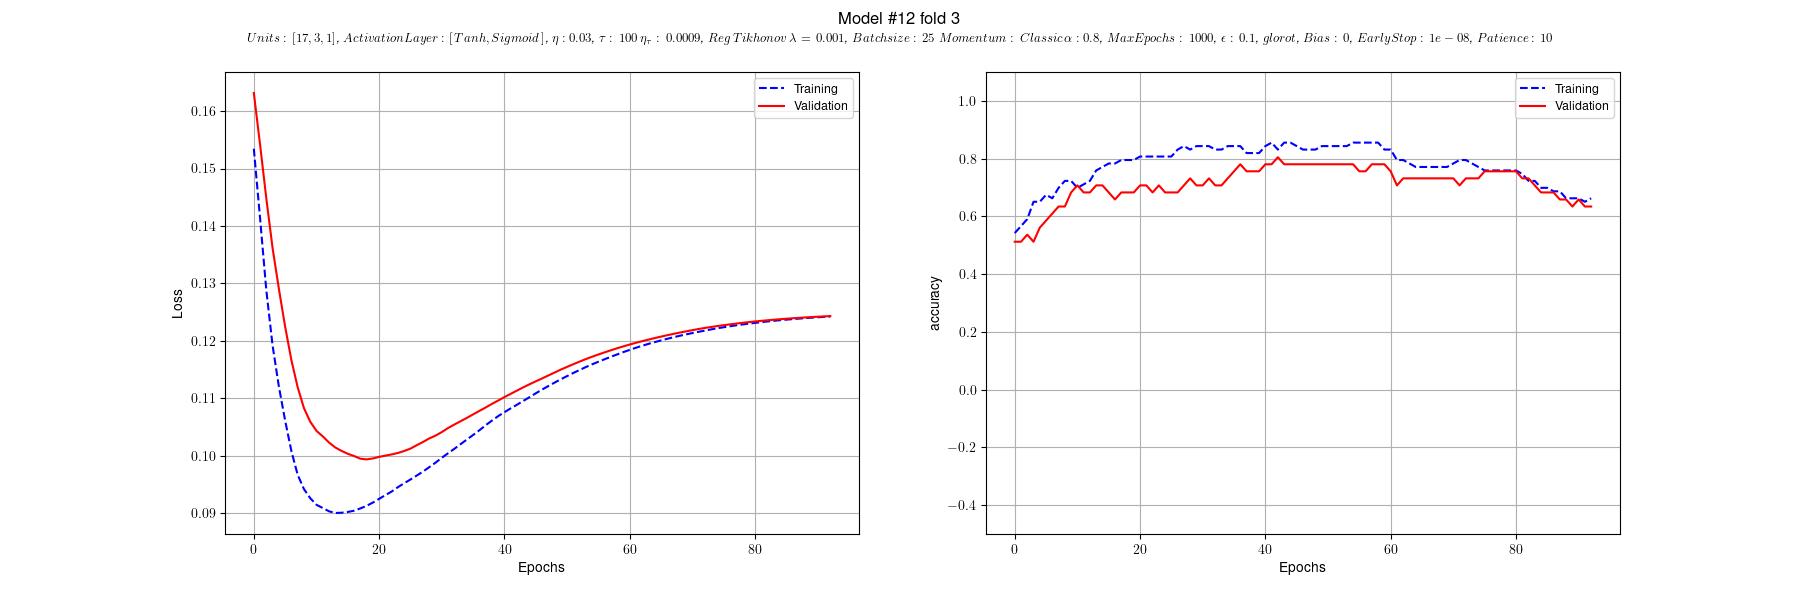 Model #12 fold 3
Units : [17, 3, 1], ActivationLayer : [Tanh, Sigmoid], η : 0.03, τ : 100 ητ : 0.0009, Reg Tikhonov λ = 0.001, Batchsize : 25 Momentum : Classic α : 0.8, MaxEpochs : 1000, ϵ : 0.1, glorot, Bias : 0, EarlyStop : 1e − 08, Patience : 10
Training
Validation
0.16
0.15
0.14
0.13
0.12
0.11
0.10
0.09
Loss
0 20 40 60 80
Epochs
Training
Validation
1.0
0.8
0.6
0.4
0.2
0.0
−0.2
−0.4
accuracy
0 20 40 60 80
Epochs